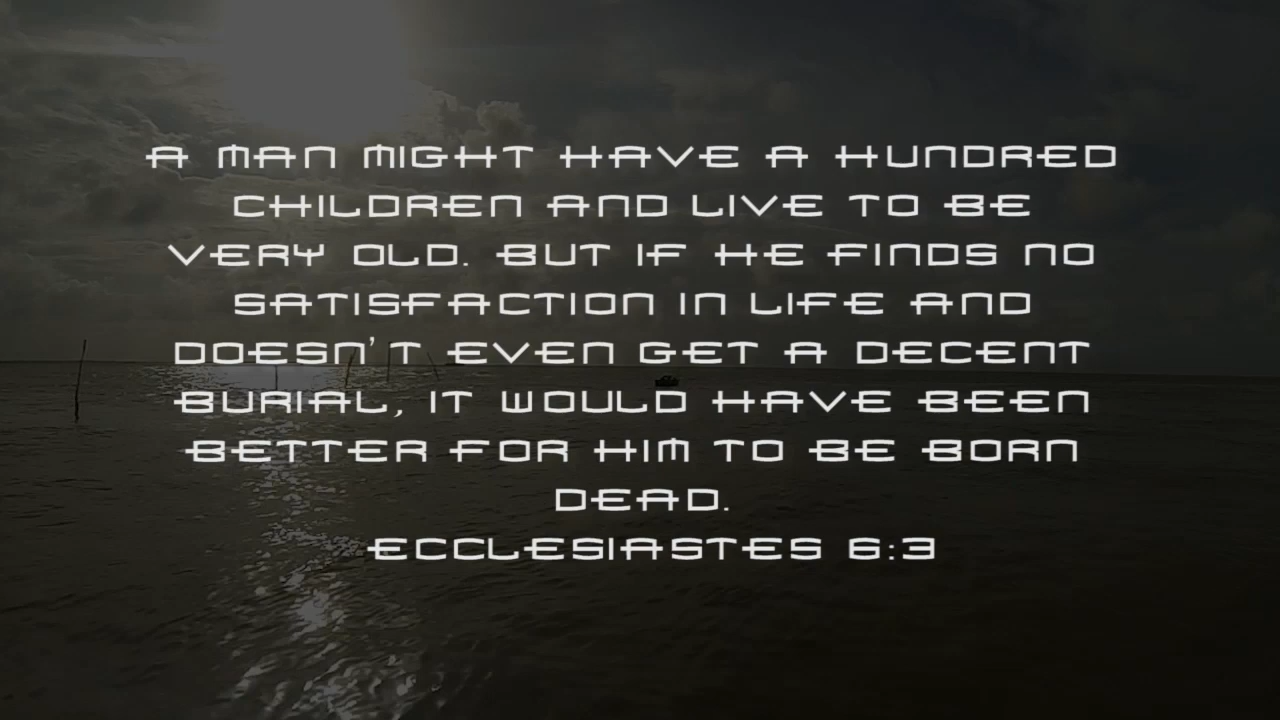 A MAN MIGHT HAVE A HUNDRED
CHILDREN AND LIVE TO BE
VERY OLD. BUT IF HE FINDS NO
SATISFACTION IN LIFE AND
DOESN'T EVEN GET A DECENT
BURIAL, IT WOULD HAVE BEEN
BETTER FOR HIM TO BE BORN
DEAD.
ECCLESIASTES 6:3